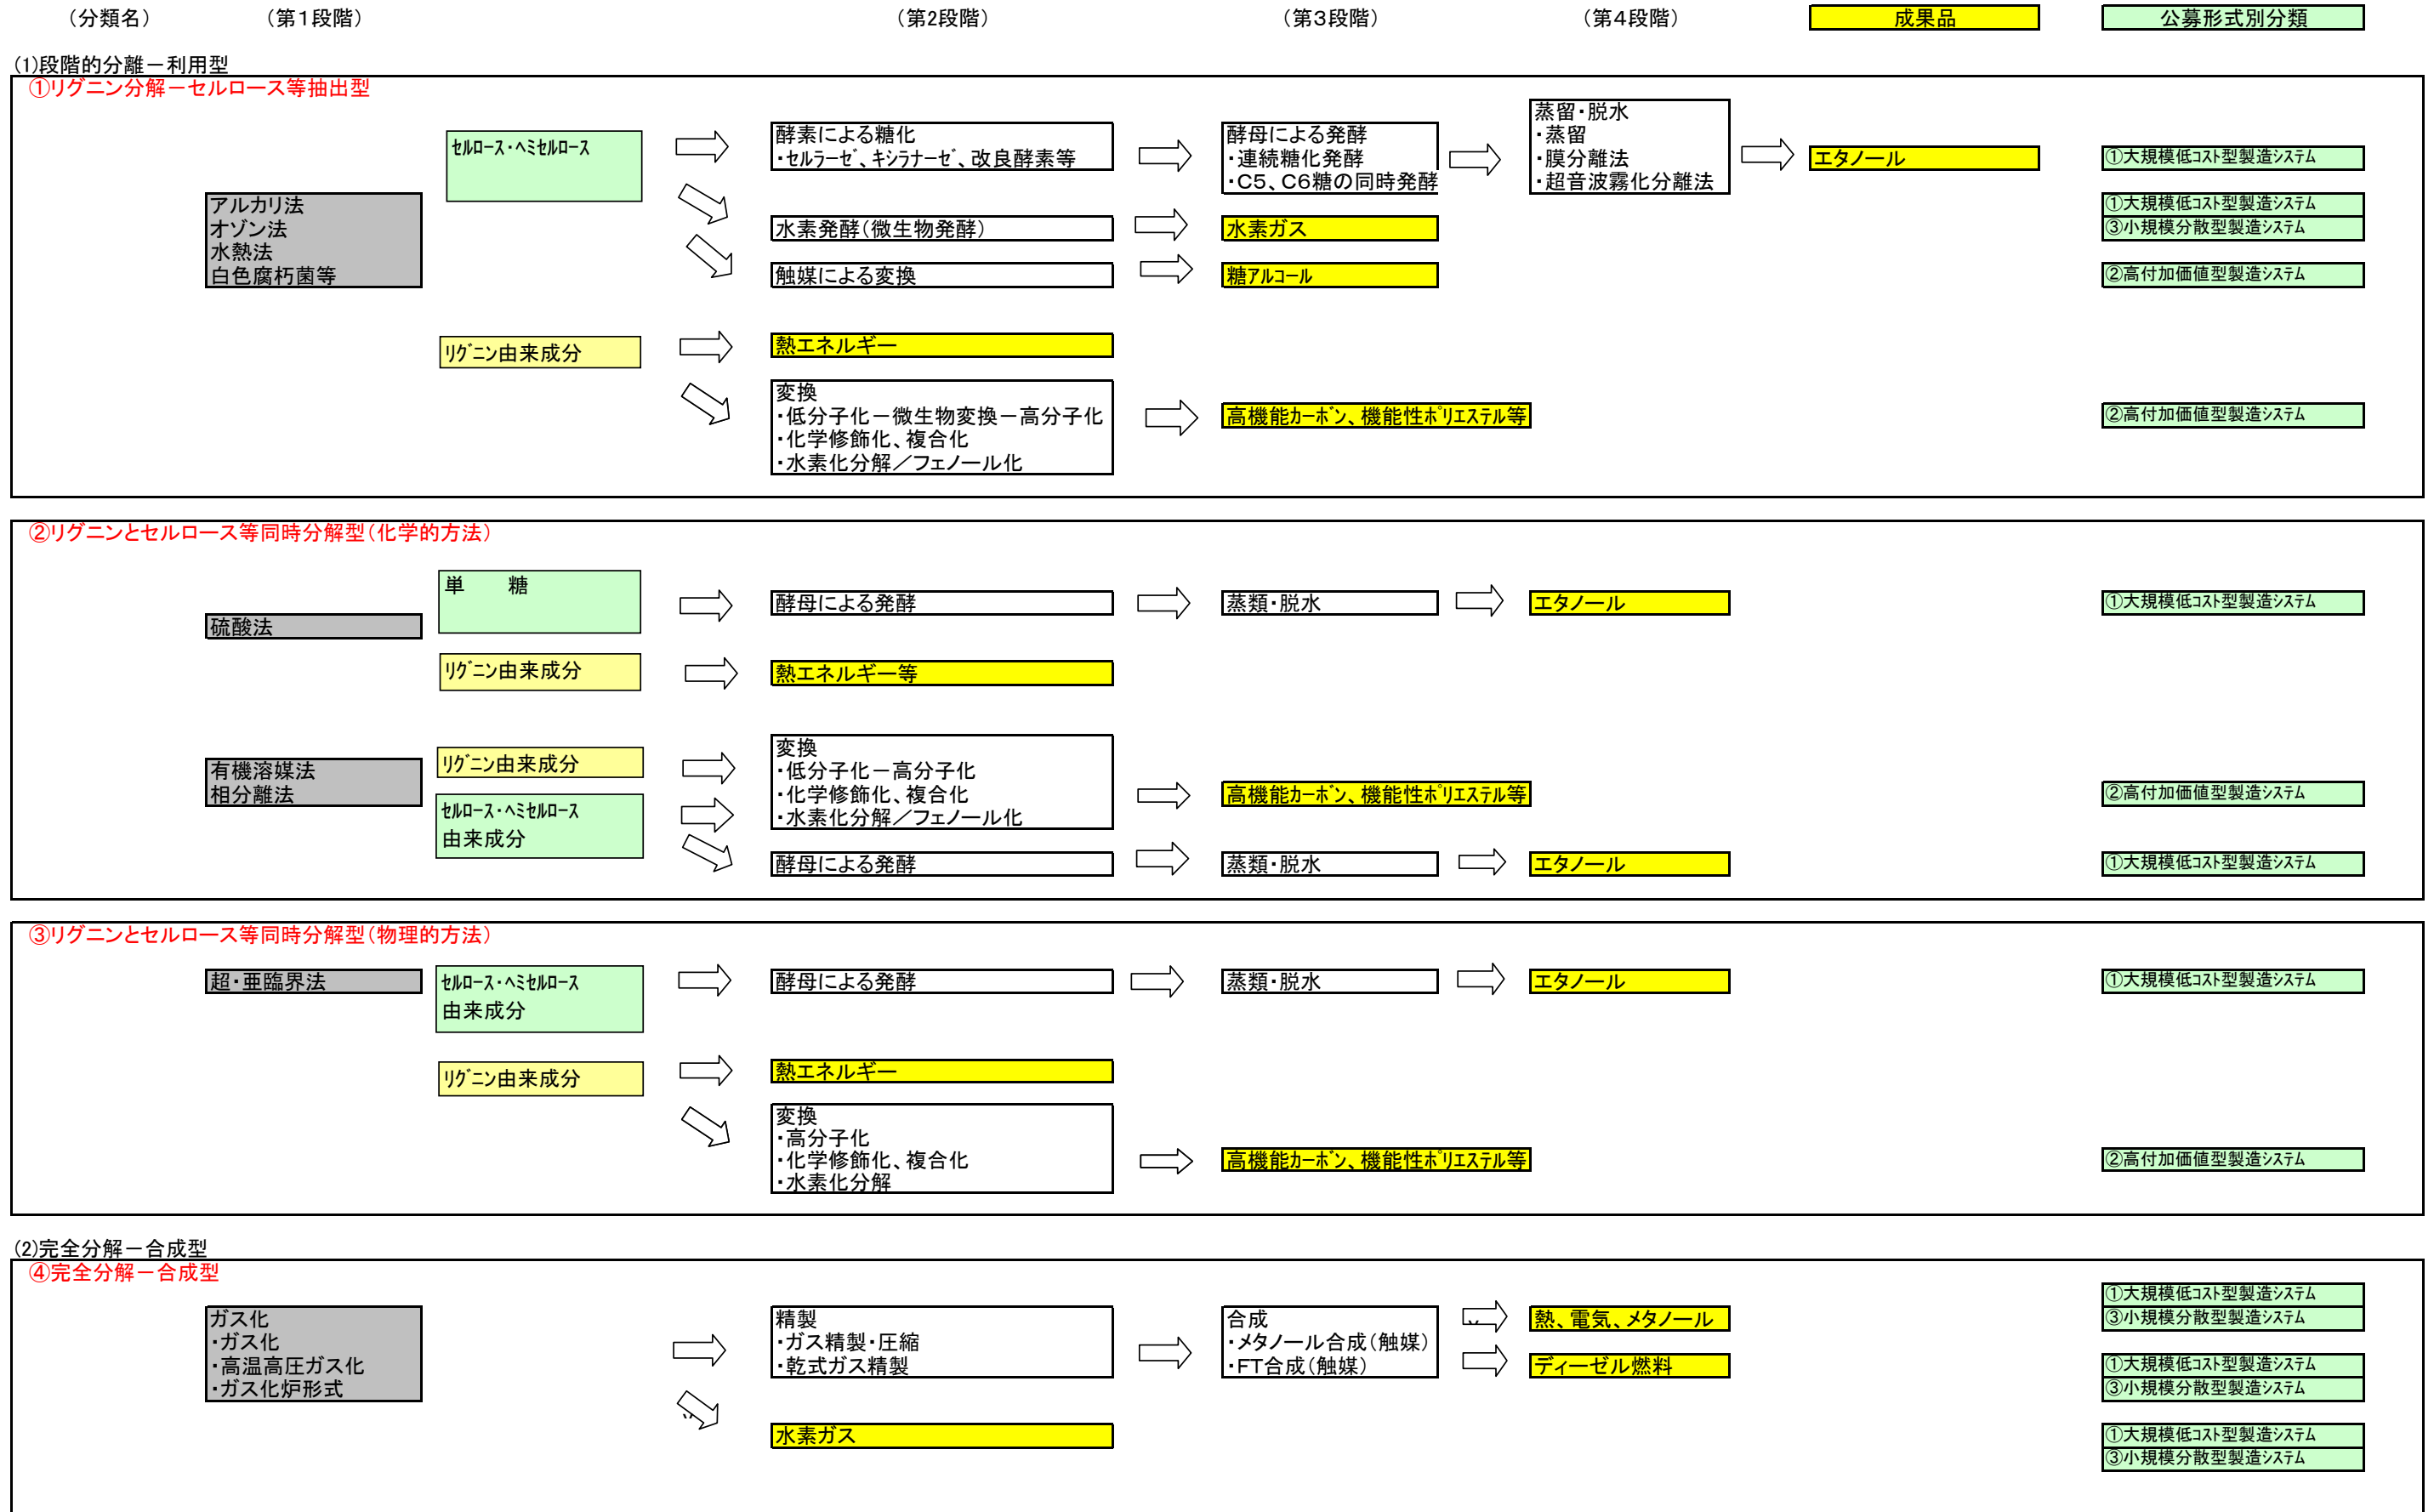 （分類名）
（第１段階）
（第２段階）
（第３段階）
（第４段階）
成果品
公募形式別分類
(1)段階的分離－利用型
①リグニン分解－セルロース等抽出型
アルカリ法
オゾン法
水熱法
白色腐朽菌等
ｾﾙﾛｰｽ・ﾍﾐｾﾙﾛｰｽ
酵素による糖化
・ｾﾙﾗｰｾﾞ、ｷｼﾗﾅｰｾﾞ、改良酵素等
酵母による発酵
・連続糖化発酵
・Ｃ５、Ｃ６糖の同時発酵
蒸留・脱水
・蒸留
・膜分離法
・超音波霧化分離法
エタノール
①大規模低ｺｽﾄ型製造ｼｽﾃﾑ
水素発酵（微生物発酵）
水素ガス
①大規模低ｺｽﾄ型製造ｼｽﾃﾑ
③小規模分散型製造ｼｽﾃﾑ
触媒による変換
糖ｱﾙｺｰﾙ
②高付加価値型製造ｼｽﾃﾑ
ﾘｸﾞﾆﾝ由来成分
熱エネルギー
変換
・低分子化－微生物変換－高分子化
・化学修飾化、複合化
・水素化分解／フェノール化
高機能ｶｰﾎﾞﾝ、機能性ﾎﾟﾘｴｽﾃﾙ等
②高付加価値型製造ｼｽﾃﾑ
②リグニンとセルロース等同時分解型（化学的方法）
硫酸法
単　　糖
酵母による発酵
蒸類・脱水
エタノール
①大規模低ｺｽﾄ型製造ｼｽﾃﾑ
ﾘｸﾞﾆﾝ由来成分
熱エネルギー等
有機溶媒法
相分離法
ﾘｸﾞﾆﾝ由来成分
ｾﾙﾛｰｽ・ﾍﾐｾﾙﾛｰｽ
由来成分
変換
・低分子化－高分子化
・化学修飾化、複合化
・水素化分解／フェノール化
高機能ｶｰﾎﾞﾝ、機能性ﾎﾟﾘｴｽﾃﾙ等
②高付加価値型製造ｼｽﾃﾑ
酵母による発酵
蒸類・脱水
エタノール
①大規模低ｺｽﾄ型製造ｼｽﾃﾑ
③リグニンとセルロース等同時分解型（物理的方法）
超・亜臨界法
ｾﾙﾛｰｽ・ﾍﾐｾﾙﾛｰｽ
由来成分
酵母による発酵
蒸類・脱水
エタノール
①大規模低ｺｽﾄ型製造ｼｽﾃﾑ
ﾘｸﾞﾆﾝ由来成分
熱エネルギー
変換
・高分子化
・化学修飾化、複合化
・水素化分解
高機能ｶｰﾎﾞﾝ、機能性ﾎﾟﾘｴｽﾃﾙ等
②高付加価値型製造ｼｽﾃﾑ
(2)完全分解－合成型
④完全分解－合成型
ガス化
・ガス化
・高温高圧ガス化
・ガス化炉形式
精製
・ガス精製・圧縮
・乾式ガス精製
合成
・メタノール合成（触媒）
・ＦＴ合成（触媒）
熱、電気、メタノール
①大規模低ｺｽﾄ型製造ｼｽﾃﾑ
③小規模分散型製造ｼｽﾃﾑ
ディーゼル燃料
①大規模低ｺｽﾄ型製造ｼｽﾃﾑ
③小規模分散型製造ｼｽﾃﾑ
水素ガス
①大規模低ｺｽﾄ型製造ｼｽﾃﾑ
③小規模分散型製造ｼｽﾃﾑ